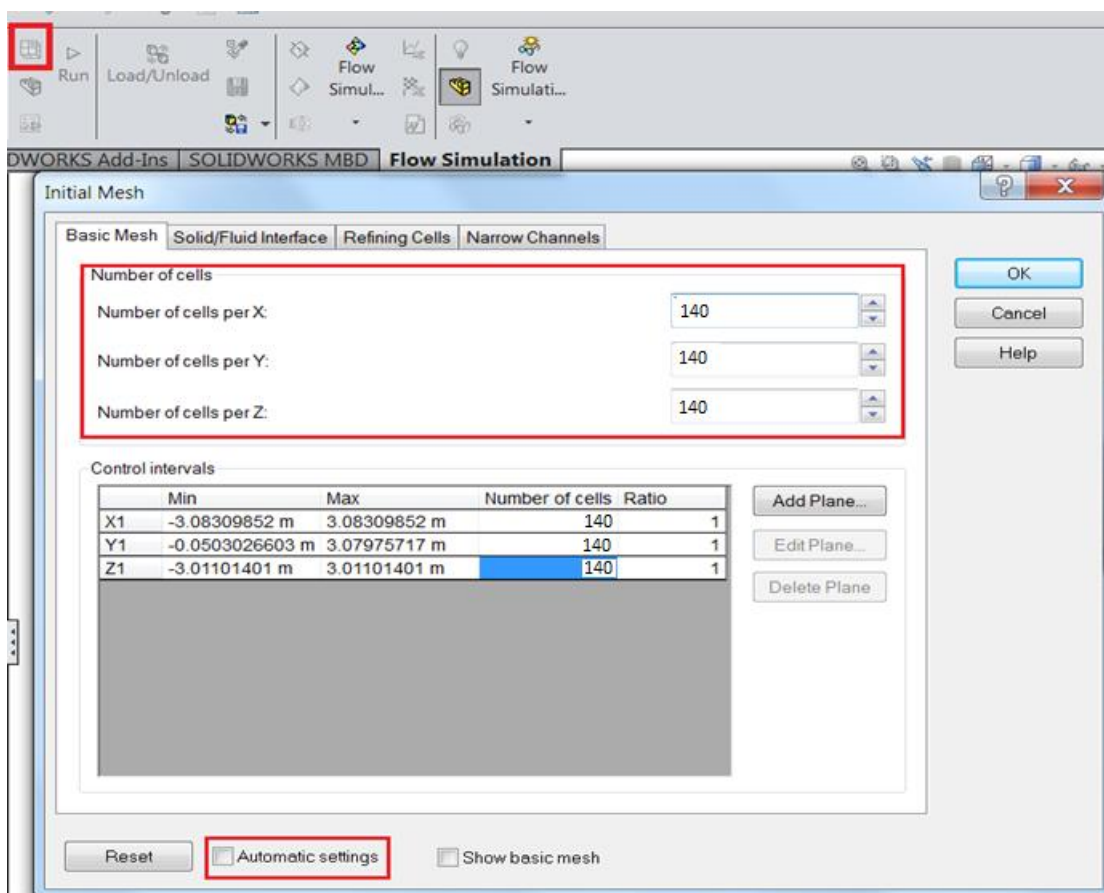 Flow Flow
Run Load/Unload Simul... Simulati...
DWORKS Add-Ins SOLIDWORKS MBD Flow Simulation
Initial Mesh
Basic Mesh Solid/Fluid Interface Refining Cells Narrow Channels
Number of cells OK
Number of cells per X: 140 Cancel
Number of cells per Y: 140 Help
Number of cells per Z: 140
Control intervals
Min Max Number of cells Ratio Add Plane...
X1 -3.08309852 m 3.08309852 m 140 1
Y1 -0.0503026603 m 3.07975717 m 140 1 Edit Plane...
Z1 -3.01101401 m 3.01101401 m 140 1
Delete Plane
Reset Automatic settings Show basic mesh